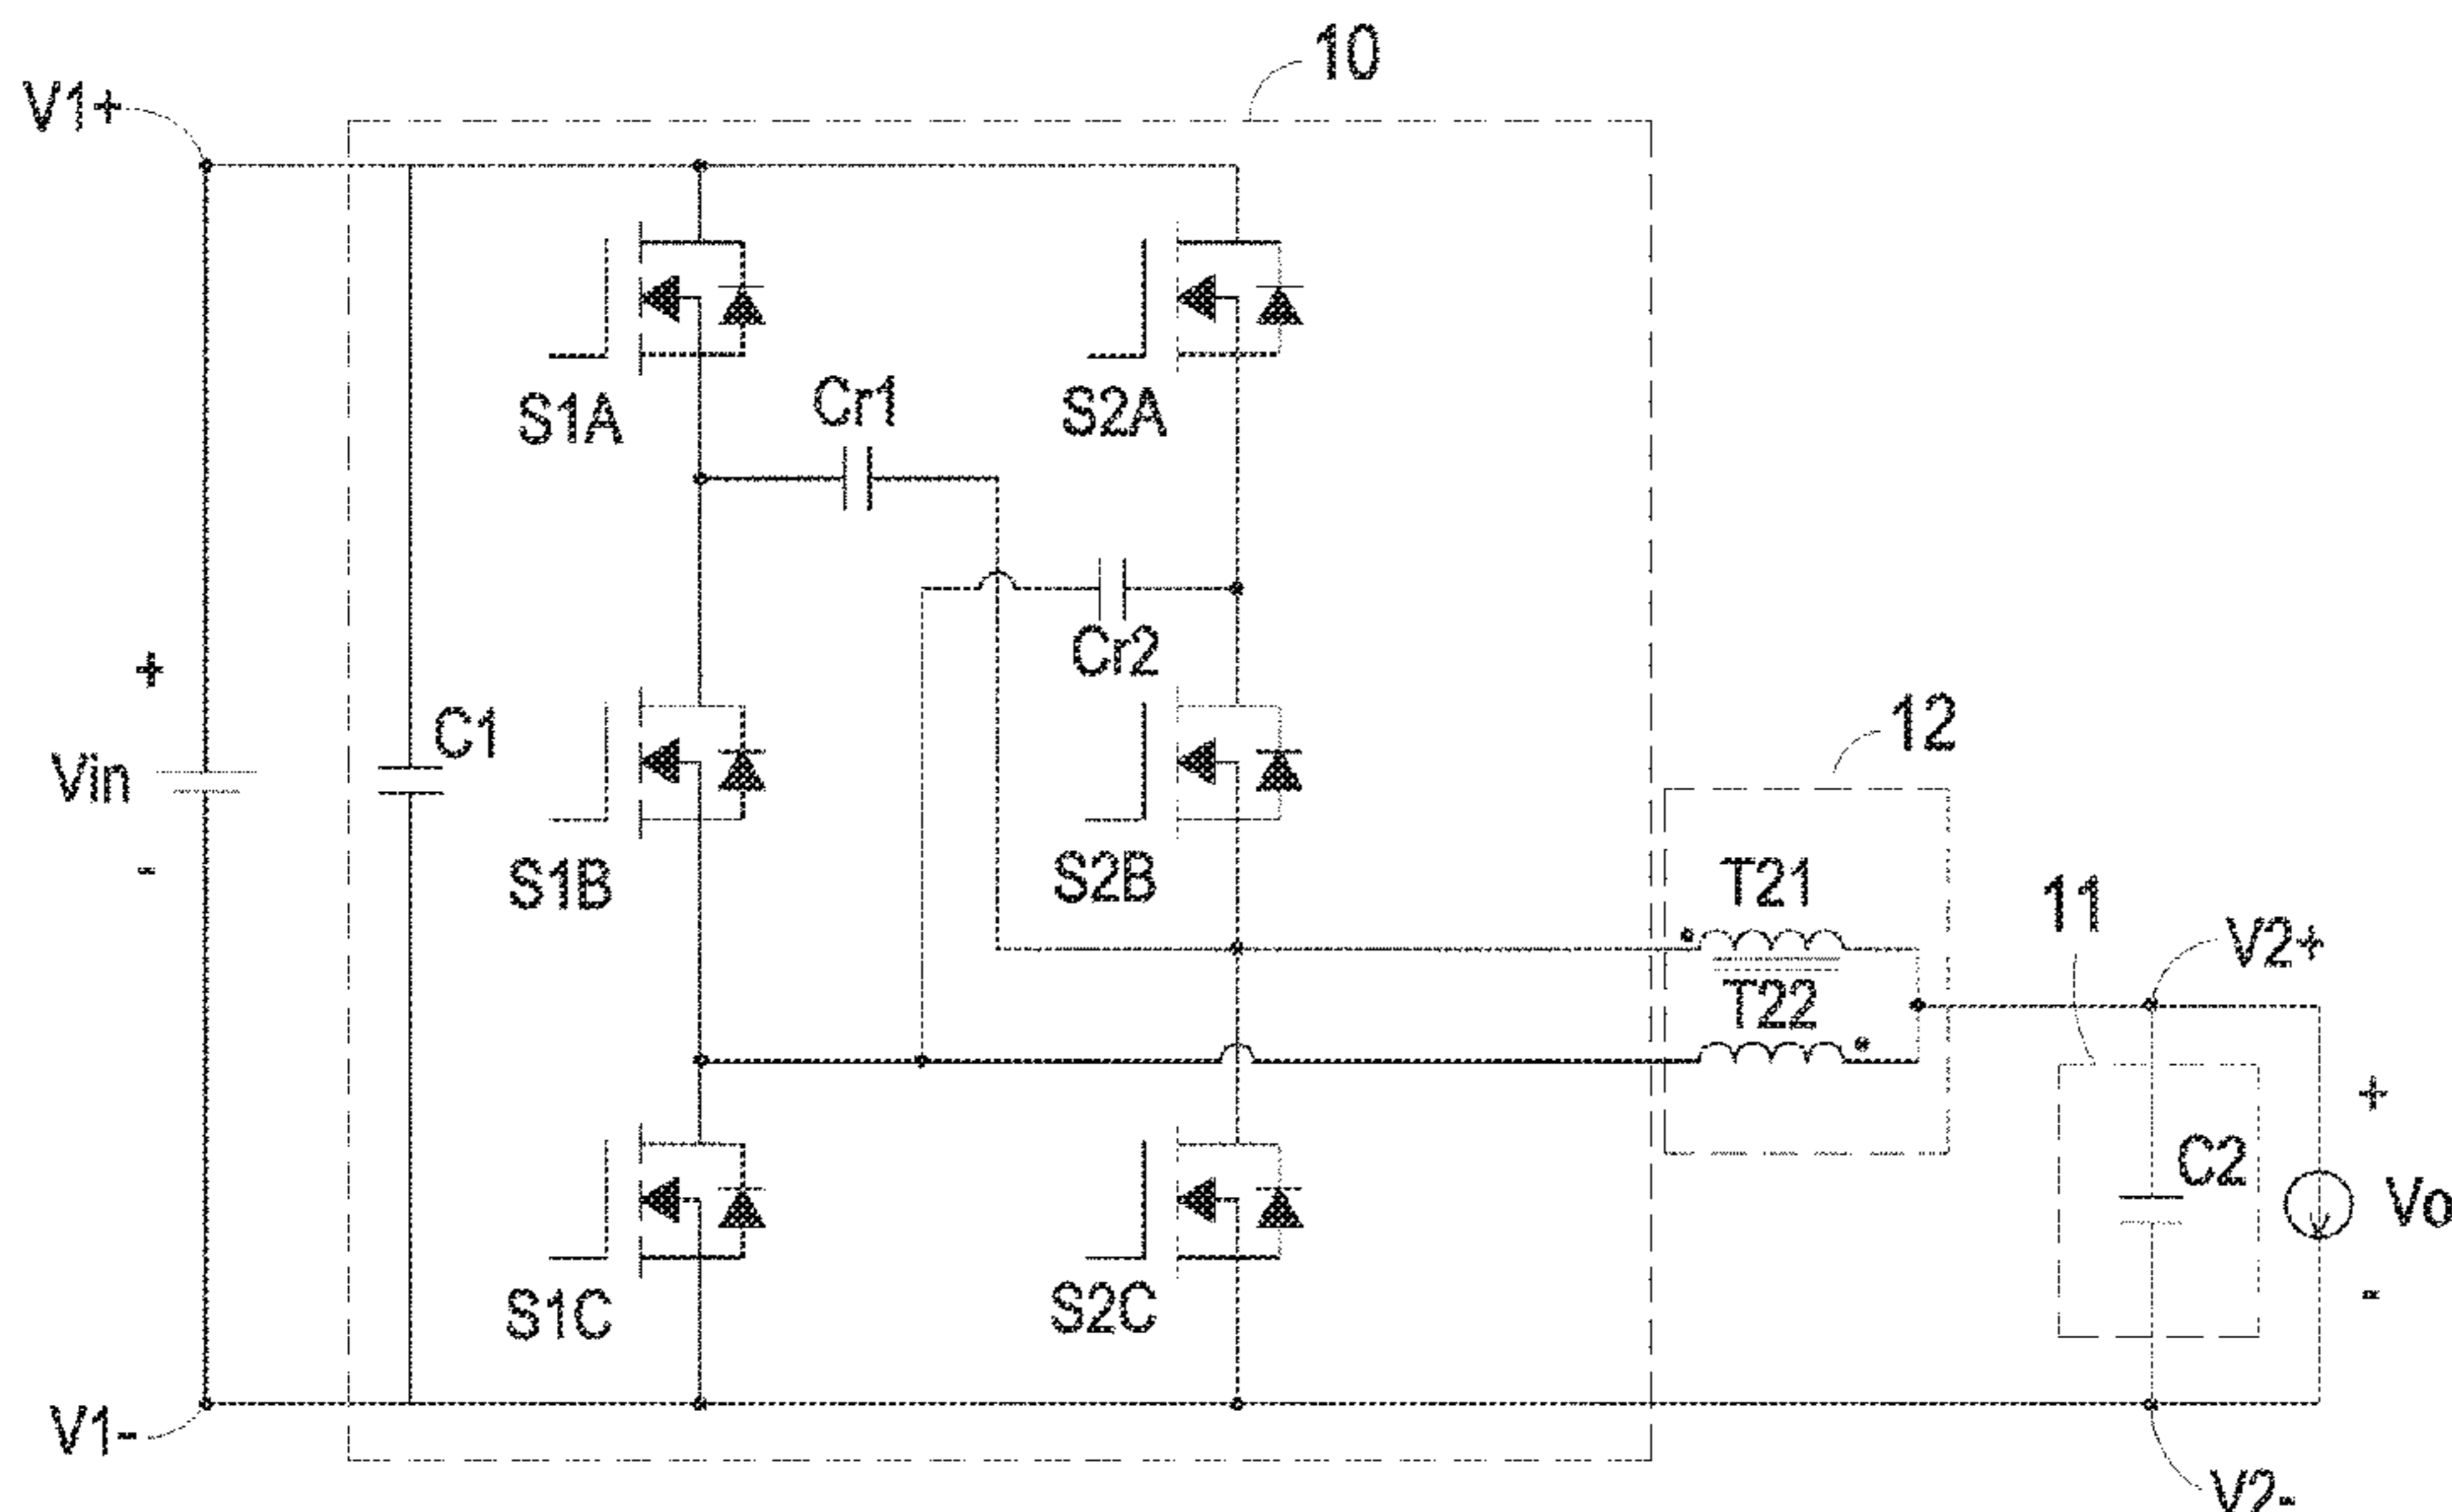 10
V1+
S1A
Cr1
S2A
Cr2
+
Vin
-
C1
S1B
S2B
12
T21
T22
11
V2+
S1C
S2C
C2
+
Vo
-
V1-
V2-